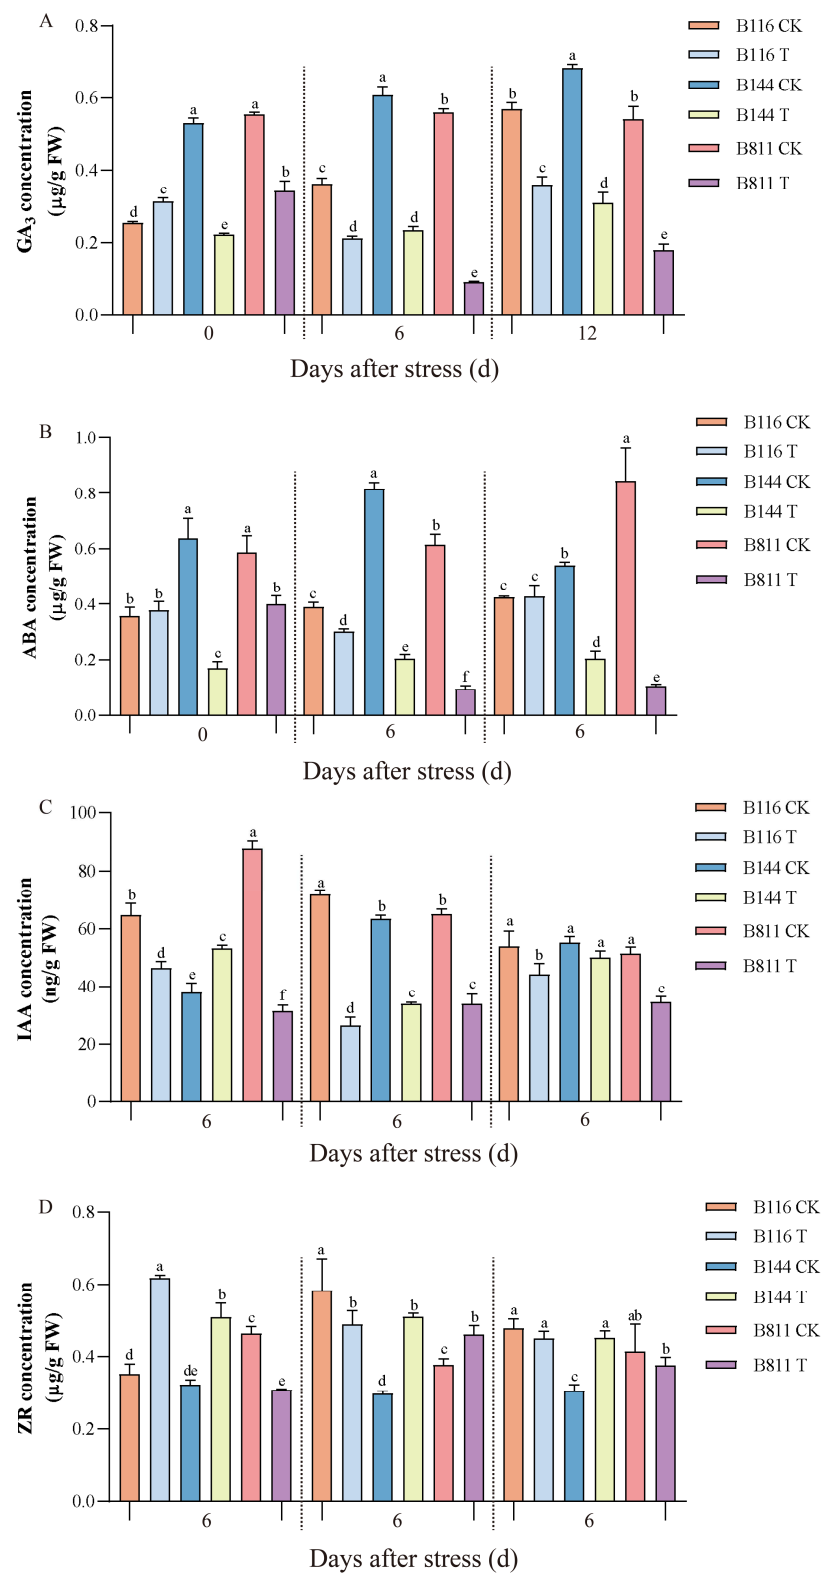 A
GA3 concentration
(μg/g FW)
0.8
0.6
0.4
0.2
0.0
d c a e a b
c d a d b e
b c a d b e
0 6 12
Days after stress (d)
B116 CK
B116 T
B144 CK
B144 T
B811 CK
B811 T
B
ABA concentration
(μg/g FW)
1.0
0.8
0.6
0.4
0.2
0.0
b b a c a b
c d a e b f
c c b d a e
0 6 6
Days after stress (d)
B116 CK
B116 T
B144 CK
B144 T
B811 CK
B811 T
C
IAA concentration
(ng/g FW)
100
80
60
40
20
0
b d e c a f
a d b c b c
a b a a a c
6 6 6
Days after stress (d)
B116 CK
B116 T
B144 CK
B144 T
B811 CK
B811 T
D
ZR concentration
(μg/g FW)
0.8
0.6
0.4
0.2
0.0
d a de b c e
a b d b c b
a a c a ab b
6 6 6
Days after stress (d)
B116 CK
B116 T
B144 CK
B144 T
B811 CK
B811 T